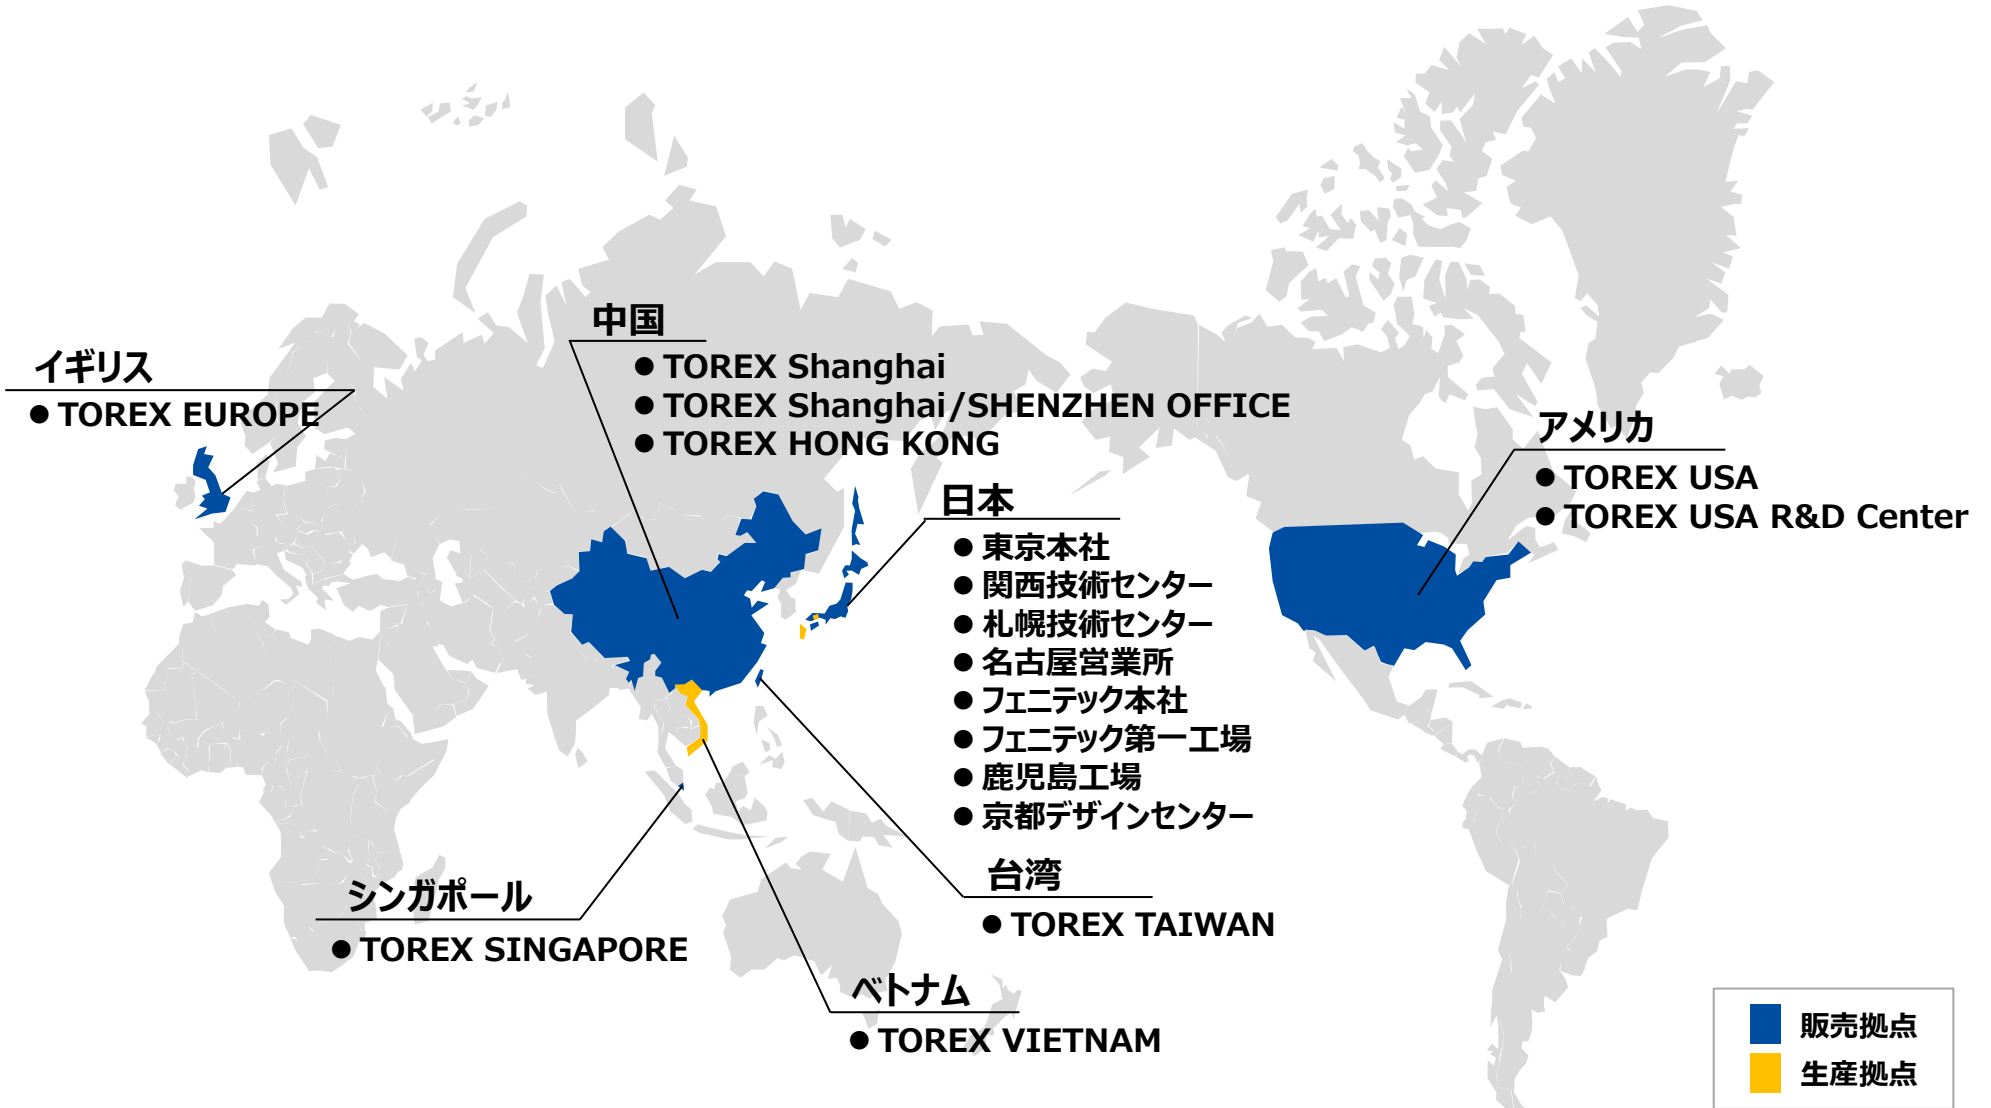 イギリス
● TOREX EUROPE
中国
● TOREX Shanghai
● TOREX Shanghai/SHENZHEN OFFICE
● TOREX HONG KONG
日本
● 東京本社
● 関西技術センター
● 札幌技術センター
● 名古屋営業所
● フェニテック本社
● フェニテック第一工場
● 鹿児島工場
● 京都デザインセンター
アメリカ
● TOREX USA
● TOREX USA R&D Center
シンガポール
● TOREX SINGAPORE
台湾
● TOREX TAIWAN
ベトナム
● TOREX VIETNAM
販売拠点
生産拠点